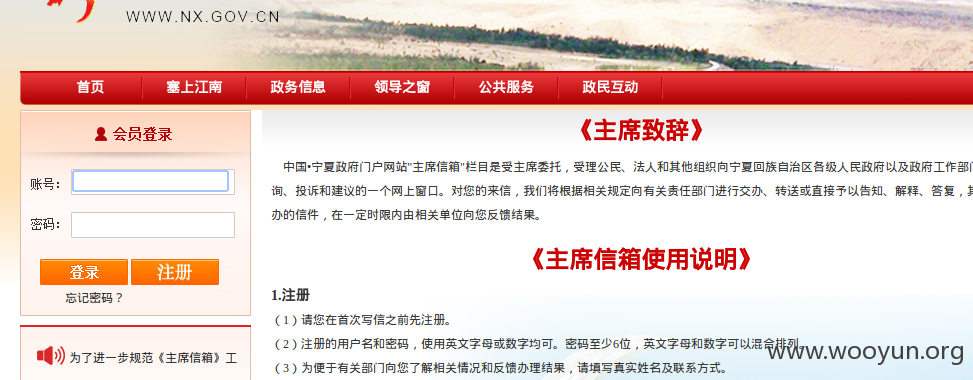 WWW.NX.GOV.CN
首页 塞上江南 政务信息 领导之窗 公共服务 政民互动
会员登录
账号：
密码：
登录 注册
忘记密码？
为了进一步规范《主席信箱》工
《主席致辞》
中国•宁夏政府门户网站"主席信箱"栏目是受主席委托，受理公民、法人和其他组织向宁夏回族自治区各级人民政府以及政府工作部门
询、投诉和建议的一个网上窗口。对您的来信，我们将根据相关规定向有关责任部门进行交办、转送或直接予以告知、解释、答复，其
办的信件，在一定时限内由相关单位向您反馈结果。
《主席信箱使用说明》
1.注册
（1）请您在首次写信之前先注册。
（2）注册的用户名和密码，使用英文字母或数字均可。密码至少6位，英文字母和数字可以混合排列。
（3）为便于有关部门向您了解相关情况和反馈办理结果，请填写真实姓名及联系方式。
www.wooyun.org